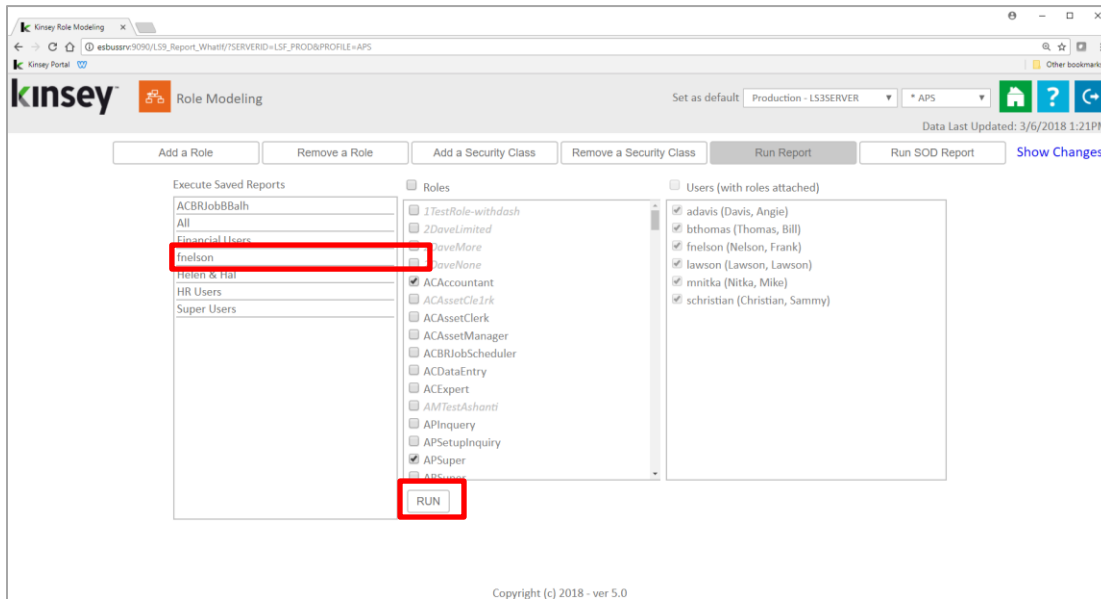 Kinsey Role Modeling
esbussrv:9090/LS9_Report_WhatIf/?SERVERID=LSF_PROD&PROFILE=APS
Kinsey Portal
Other bookmarks
kinsey
Role Modeling
Set as default
Production - LS3SERVER
* APS
?
Data Last Updated: 3/6/2018 1:21PM
Add a Role
Remove a Role
Add a Security Class
Remove a Security Class
Run Report
Run SOD Report
Show Changes
Execute Saved Reports
ACBRJobBBalh
All
Financial Users
fnelson
Helen & Hal
HR Users
Super Users
Roles
1TestRole-withdash
2DaveLimited
DaveMore
DaveNone
ACAccountant
ACAssetCle1rk
ACAssetClerk
ACAssetManager
ACBRJobScheduler
ACDataEntry
ACExpert
AMTestAshanti
APInquery
APSetupInquiry
APSuper
APSuper
RUN
Users (with roles attached)
adavis (Davis, Angie)
bthomas (Thomas, Bill)
fnelson (Nelson, Frank)
lawson (Lawson, Lawson)
mnitka (Nitka, Mike)
schristian (Christian, Sammy)
Copyright (c) 2018 - ver 5.0